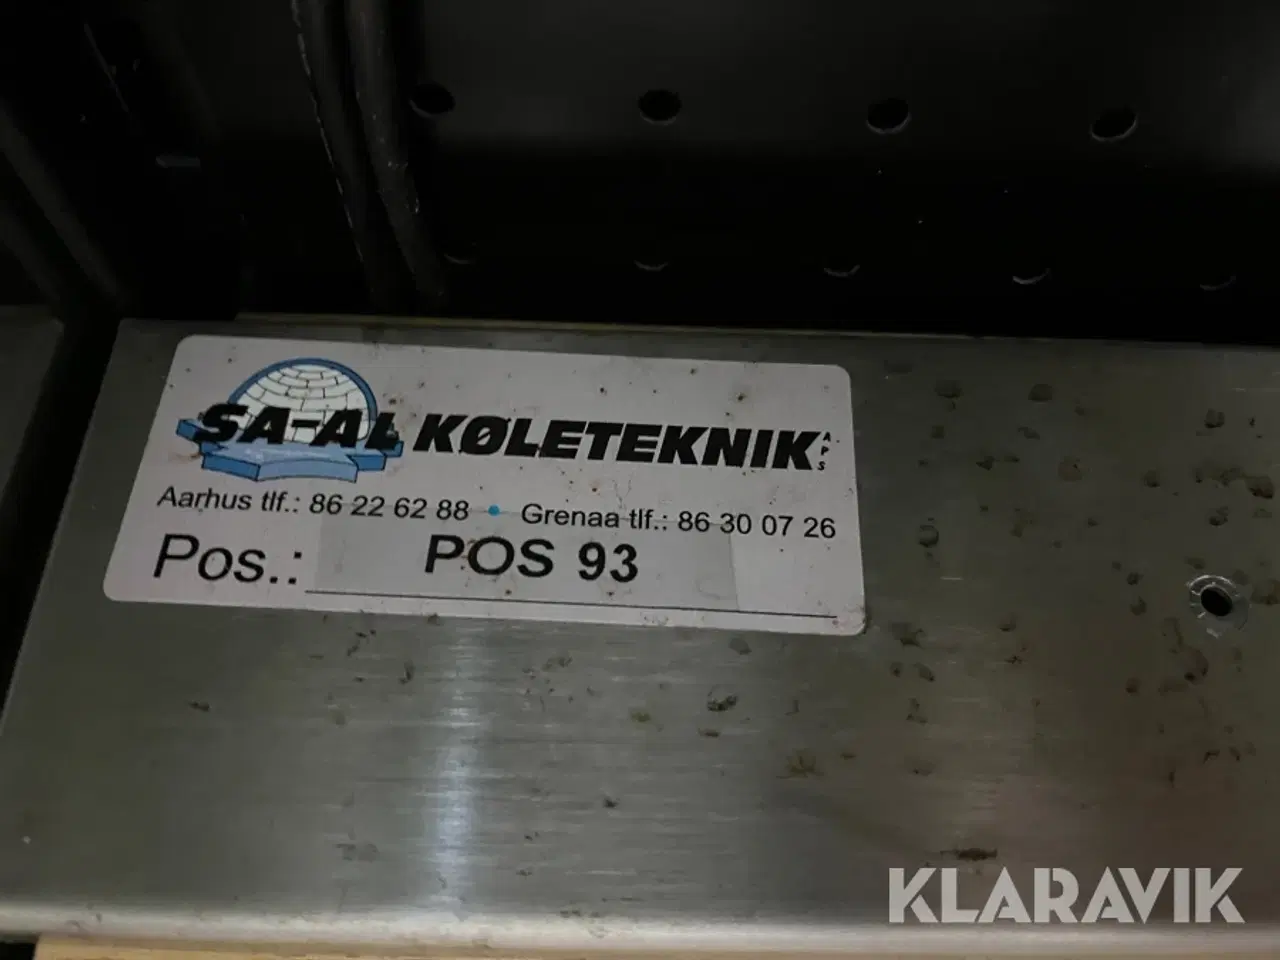 SA-AL KØLETEKNIK APS
Aarhus tlf.: 86 22 62 88 • Grenaa tlf.: 86 30 07 26
Pos.: POS 93
KLARAVIK